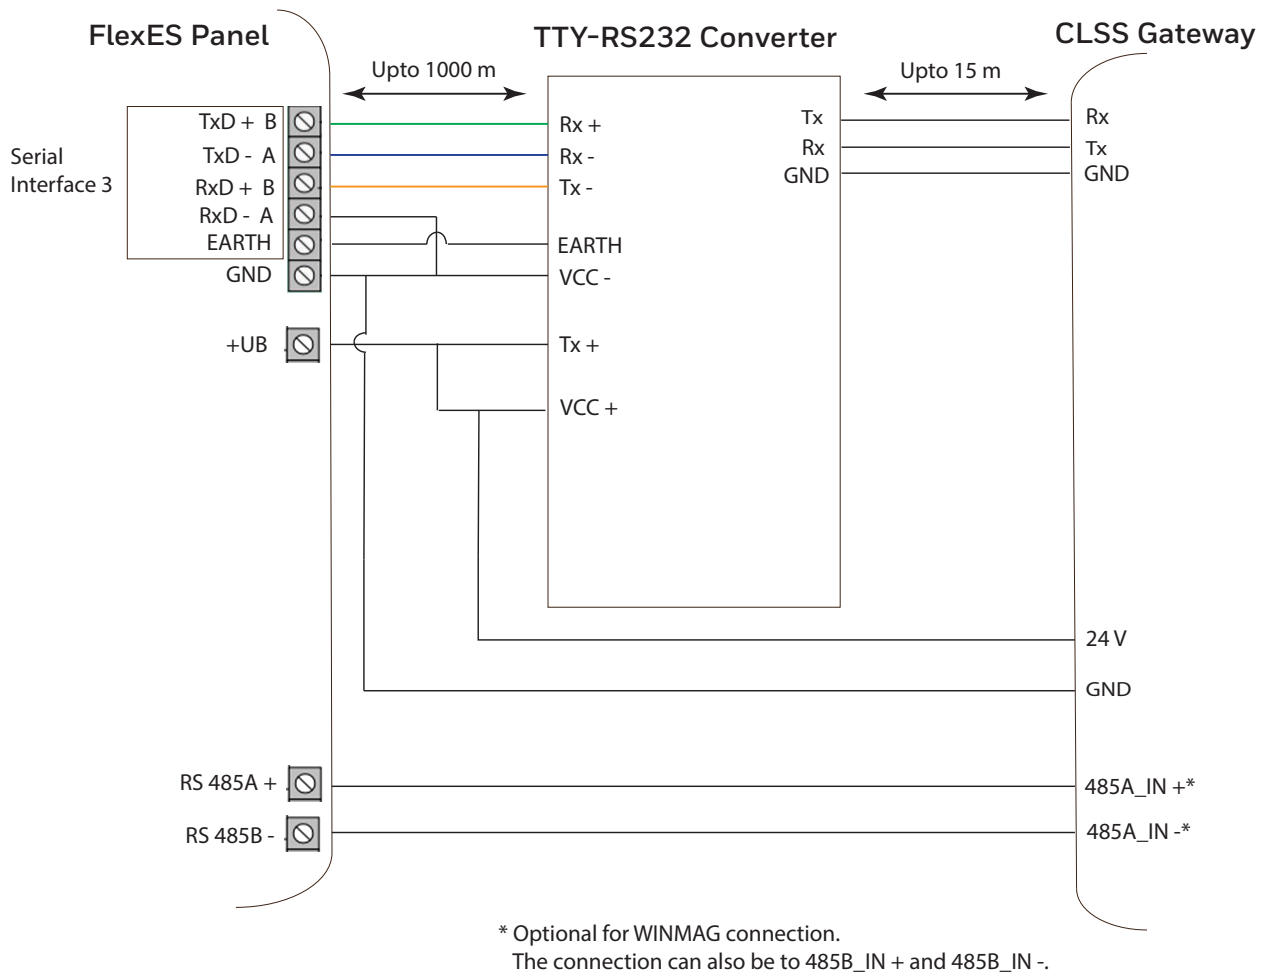 FlexES Panel
TTY-RS232 Converter
CLSS Gateway
Upto 1000 m
Upto 15 m
Serial
Interface 3
TxD + B
TxD - A
RxD + B
RxD - A
EARTH
GND
+UB
Rx +
Rx -
Tx -
EARTH
VCC -
Tx +
VCC +
Tx
Rx
GND
Rx
Tx
GND
24 V
GND
RS 485A +
RS 485B -
485A_IN +*
485A_IN -*
* Optional for WINMAG connection.
The connection can also be to 485B_IN + and 485B_IN -.